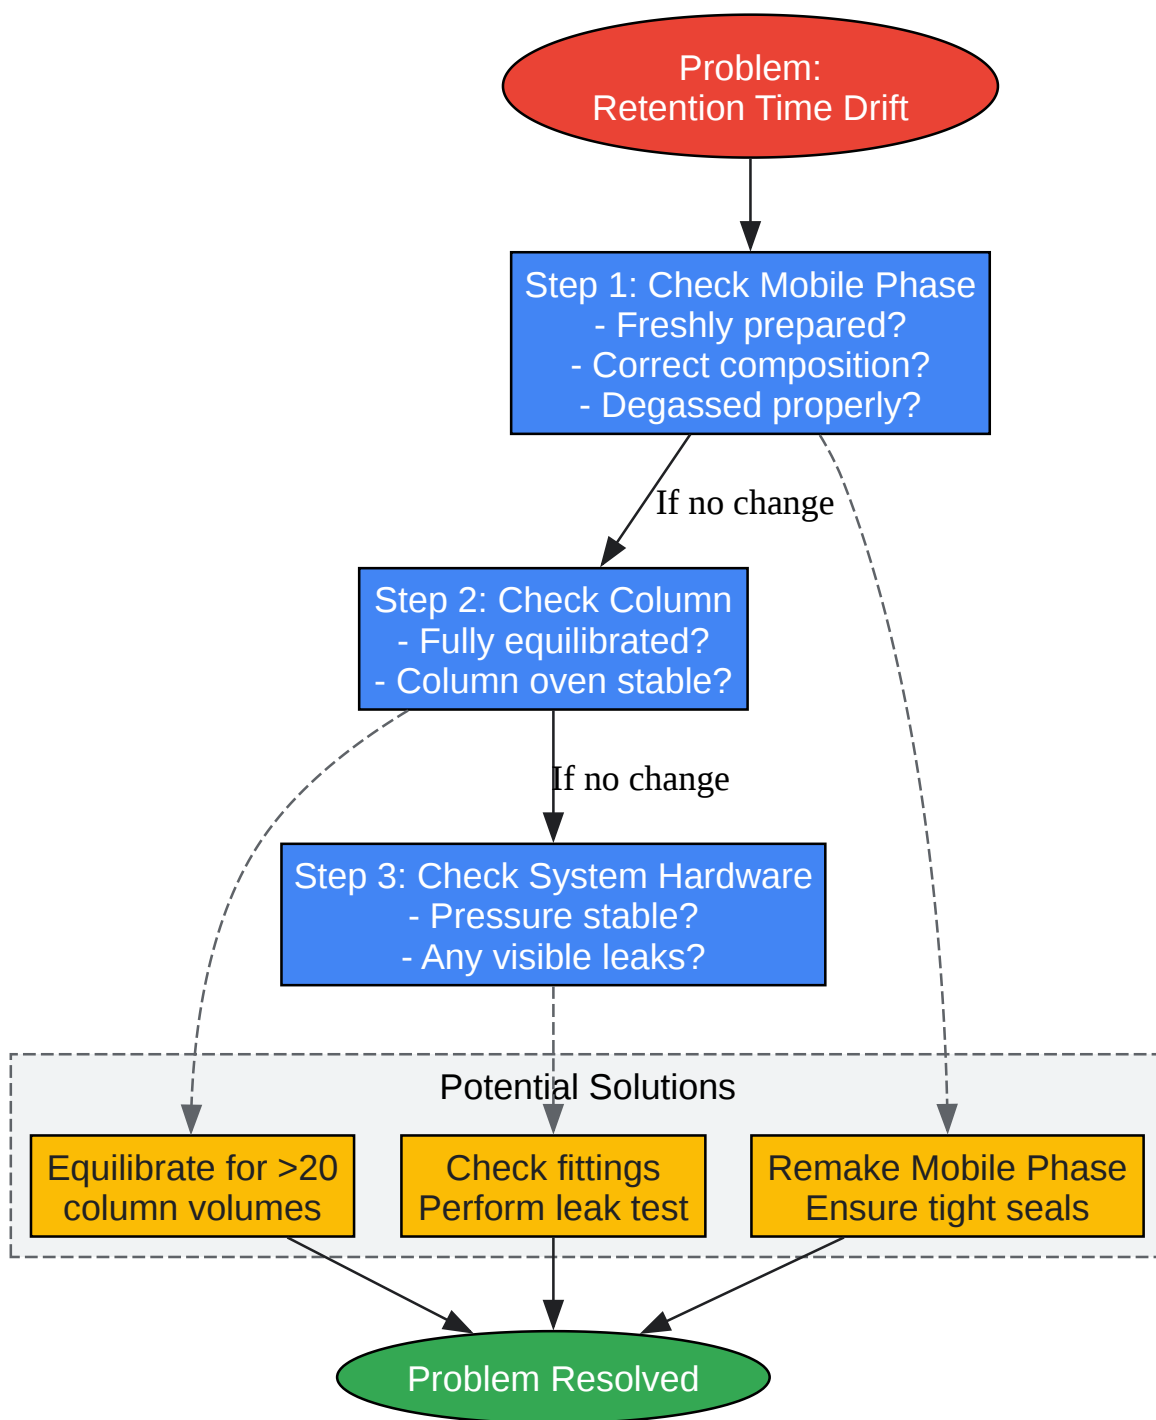 Problem:
Retention Time Drift
Step 1: Check Mobile Phase
- Freshly prepared?
- Correct composition?
- Degassed properly?
If no change
Step 2: Check Column
- Fully equilibrated?
- Column oven stable?
If no change
Step 3: Check System Hardware
- Pressure stable?
- Any visible leaks?
Potential Solutions
Equilibrate for >20
column volumes
Check fittings
Perform leak test
Remake Mobile Phase
Ensure tight seals
Problem Resolved